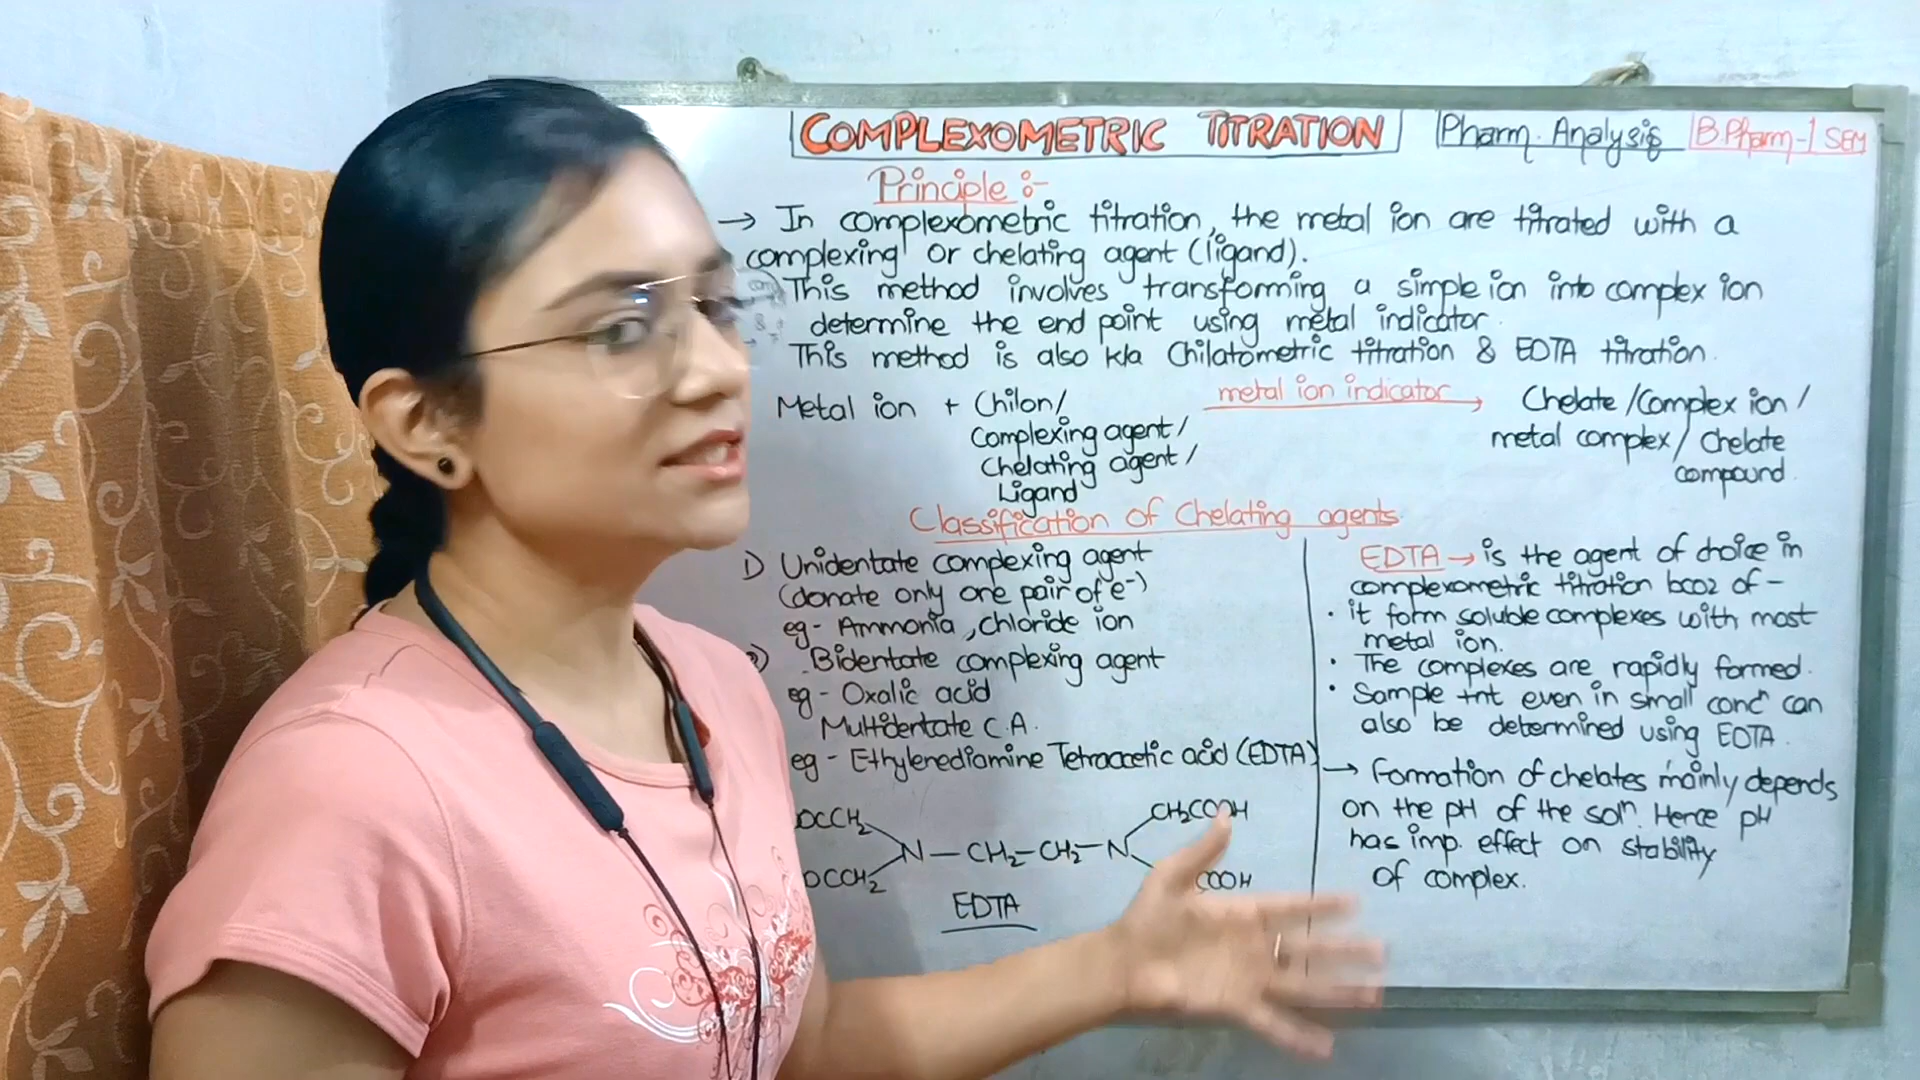 COMPLEXOMETRIC TITRATION
Pharm. Analysis
B.Pharm-1 SEM
Principle :-
→ In complexometric titration, the metal ion are titrated with a
complexing or chelating agent (ligand).
This method involves transforming a simple ion into complex ion
determine the end point using metal indicator.
This method is also k/a Chilatometric titration & EDTA titration.
Metal ion + Chilon/
Complexing agent/
Chelating agent/
Ligand
metal ion indicator
Chelate/Complex ion/
metal complex/chelate
compound.
Classification of Chelating agents
1) Unidentate complexing agent
(donate only one pair of e⁻)
eg - Ammonia, chloride ion
Bidentate complexing agent
eg - Oxalic acid
Multidentate C.A.
eg - Ethylenediamine Tetraacetic acid (EDTA)
OCCH₂
CH₂COOH
N — CH₂ — CH₂ — N
OCCH₂
COOH
EDTA
EDTA → is the agent of choice in
complexometric titration bcoz of -
• it form soluble complexes with most
metal ion.
• The complexes are rapidly formed.
• Sample tnt even in small concⁿ can
also be determined using EDTA.
→ Formation of chelates mainly depends
on the pH of the solⁿ. Hence pH
has imp. effect on stability
of complex.